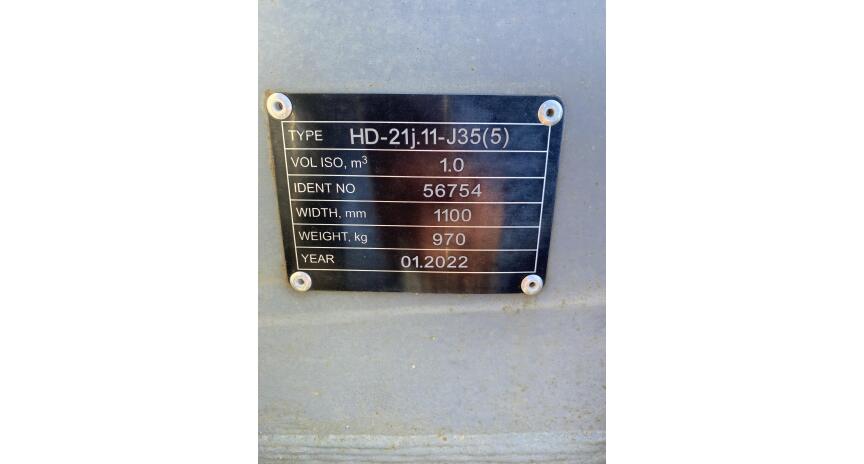 TYPE HD-21j.11-J35(5)
VOL ISO, m³ 1.0
IDENT NO 56754
WIDTH, mm 1100
WEIGHT, kg 970
YEAR 01.2022